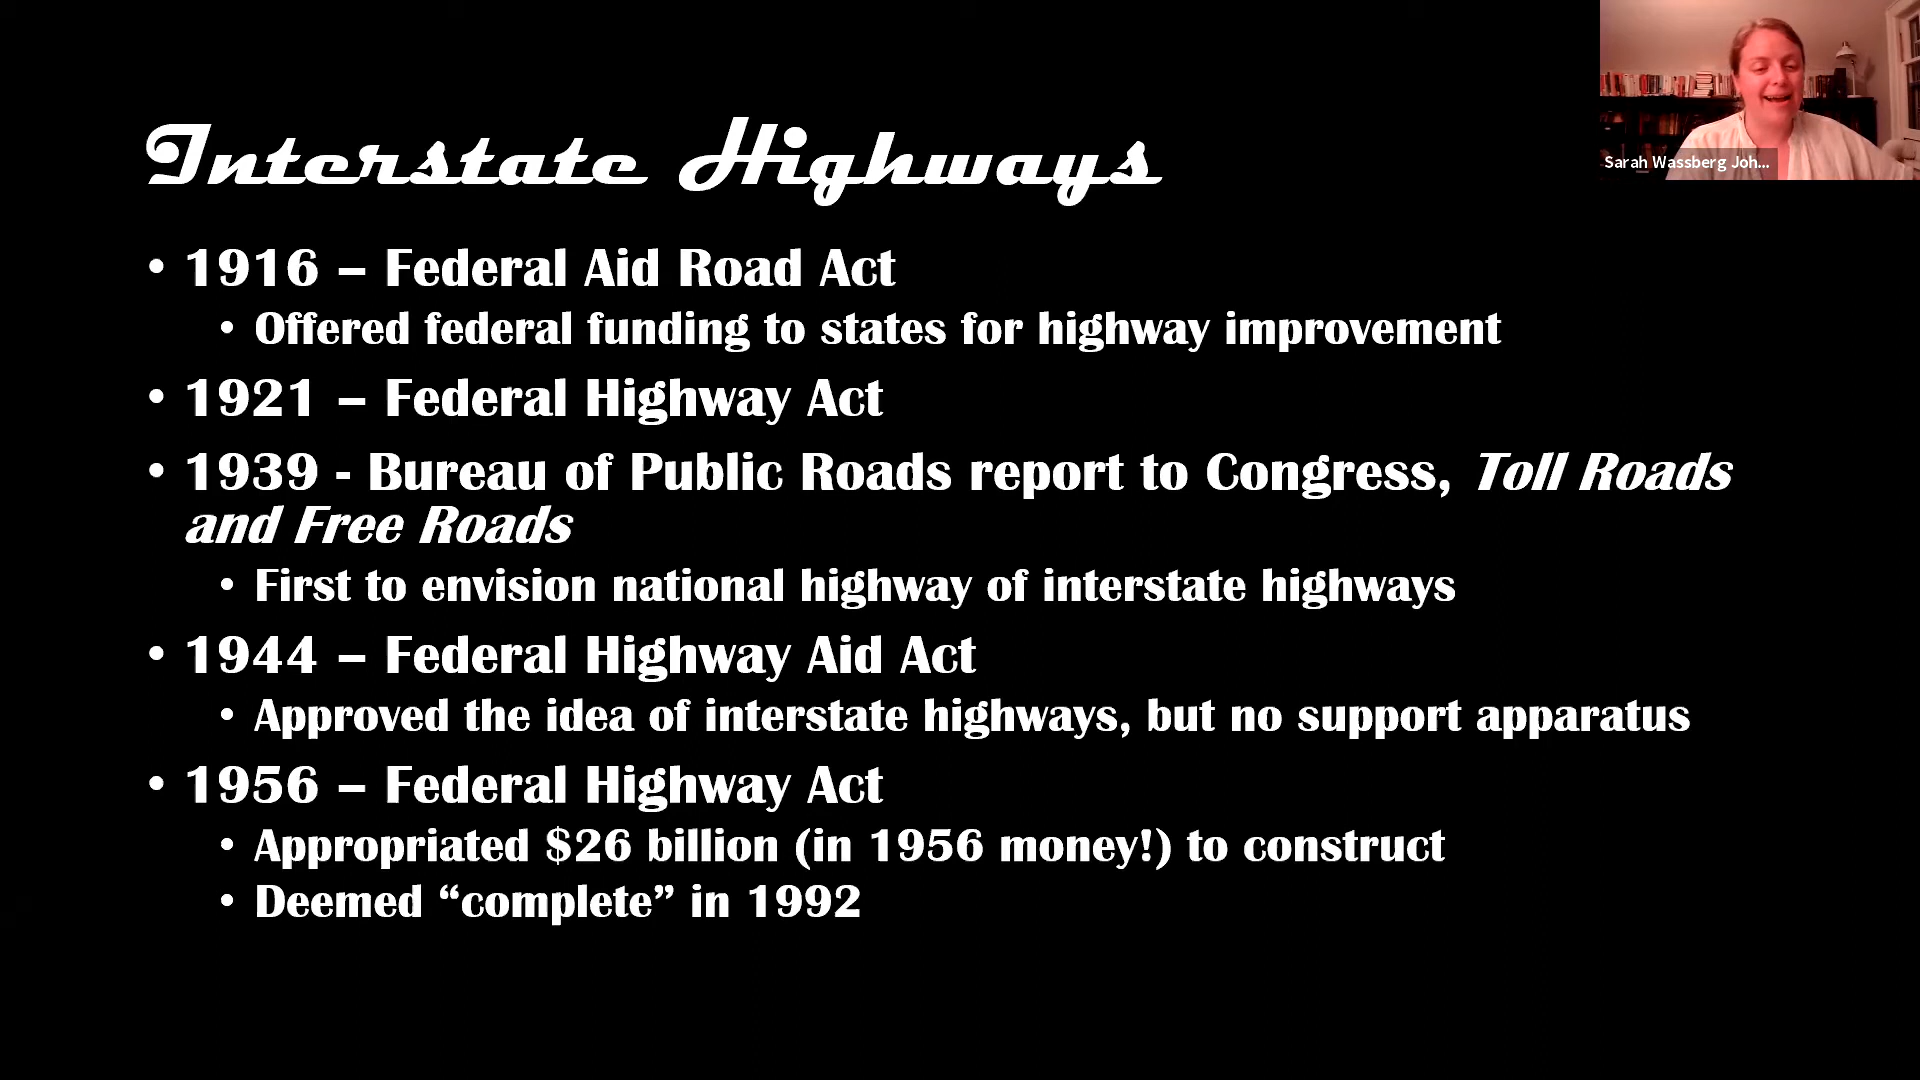 Interstate Highways
Sarah Wassberg Joh...
• 1916 – Federal Aid Road Act
• Offered federal funding to states for highway improvement
• 1921 – Federal Highway Act
• 1939 - Bureau of Public Roads report to Congress, Toll Roads
and Free Roads
• First to envision national highway of interstate highways
• 1944 – Federal Highway Aid Act
• Approved the idea of interstate highways, but no support apparatus
• 1956 – Federal Highway Act
• Appropriated $26 billion (in 1956 money!) to construct
• Deemed “complete” in 1992